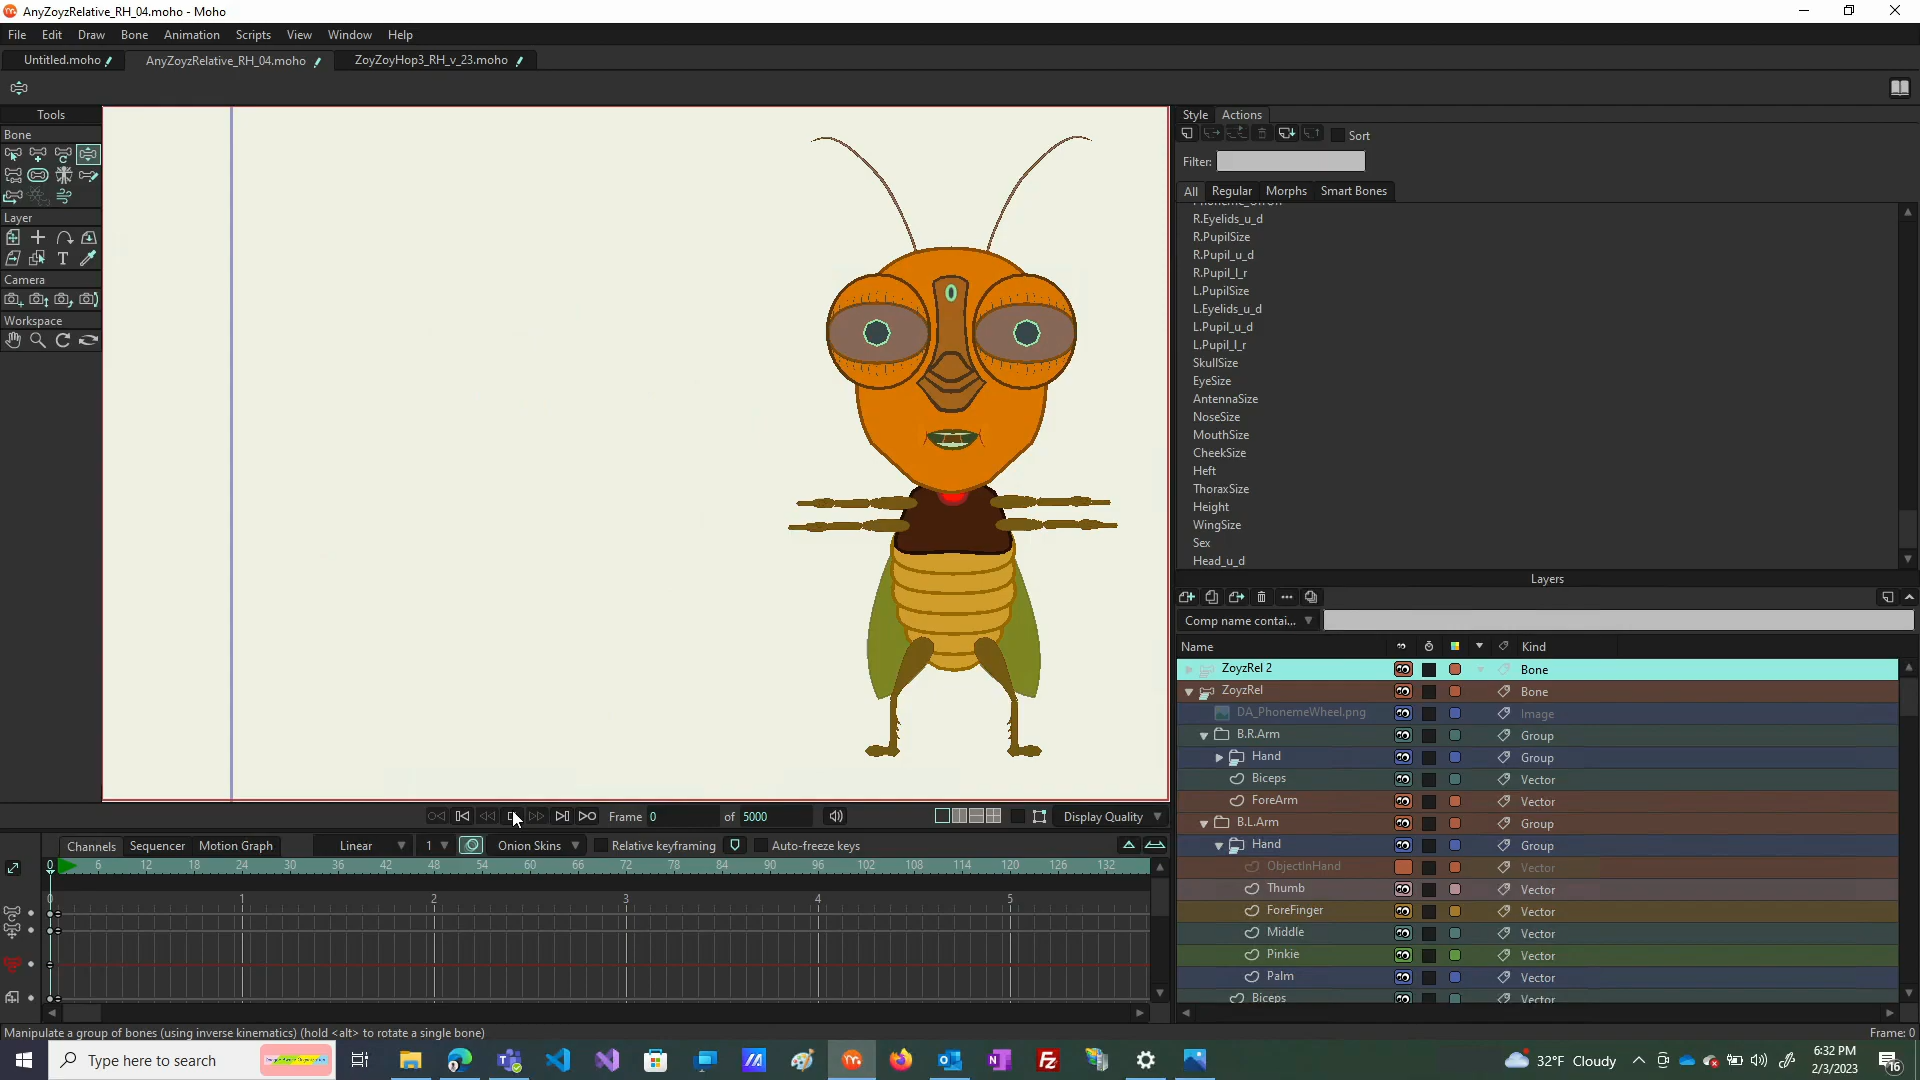 AnyZoyzRelative_RH_04.moho - Moho
File Edit Draw Bone Animation Scripts View Window Help
Untitled.moho AnyZoyzRelative_RH_04.moho ZoyZoyHop3_RH_v_23.moho
Tools
Bone
Layer
Camera
Workspace
Style Actions
Sort
Filter:
All Regular Morphs Smart Bones
R.Eyelids_u_d
R.PupilSize
R.Pupil_u_d
R.Pupil_l_r
L.PupilSize
L.Eyelids_u_d
L.Pupil_u_d
L.Pupil_l_r
SkullSize
EyeSize
AntennaSize
NoseSize
MouthSize
CheekSize
Heft
ThoraxSize
Height
WingSize
Sex
Head_u_d
Layers
Comp name contai...
Name Kind
ZoyzRel 2 Bone
ZoyzRel Bone
DA_PhonemeWheel.png Image
B.R.Arm Group
Hand Group
Biceps Vector
ForeArm Vector
B.L.Arm Group
Hand Group
ObjectInHand Vector
Thumb Vector
ForeFinger Vector
Middle Vector
Pinkie Vector
Palm Vector
Biceps Vector
Frame 0 of 5000 Display Quality
Channels Sequencer Motion Graph Linear 1 Onion Skins Relative keyframing Auto-freeze keys
0 6 12 18 24 30 36 42 48 54 60 66 72 78 84 90 96 102 108 114 120 126 132
0 1 2 3 4 5
Manipulate a group of bones (using inverse kinematics) (hold <alt> to rotate a single bone) Frame: 0
Type here to search
32°F Cloudy
6:32 PM
2/3/2023
16